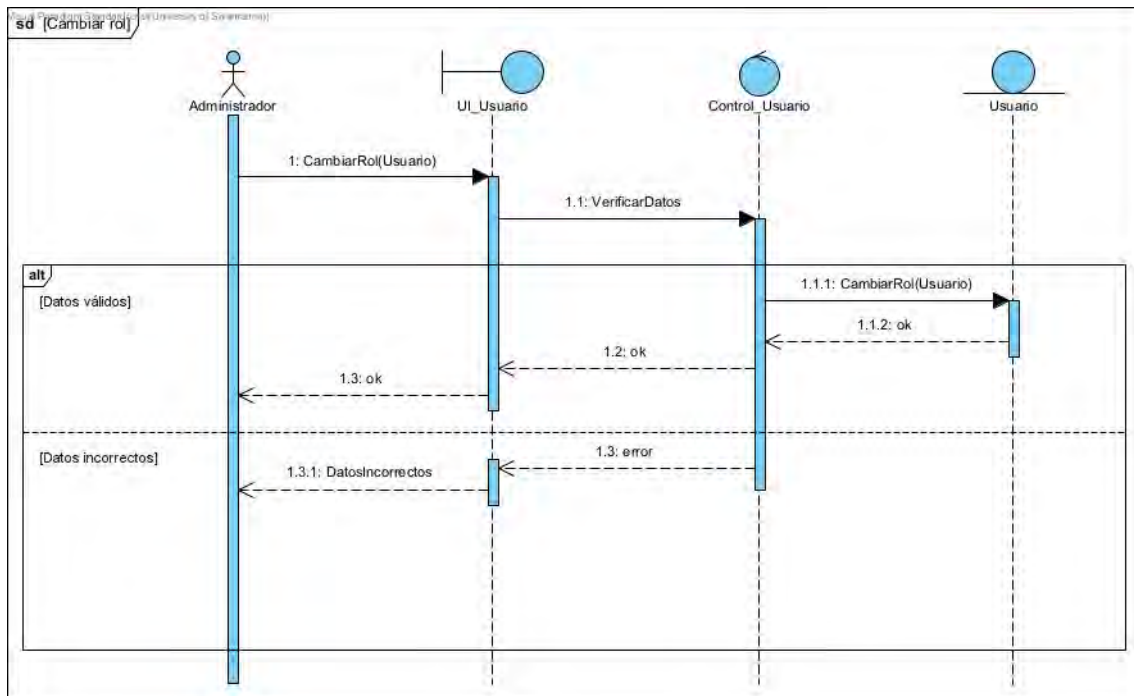 sd [Cambiar rol]
Administrador
UI_Usuario
Control_Usuario
Usuario
1: CambiarRol(Usuario)
1.1: VerificarDatos
alt
[Datos válidos]
1.1.1: CambiarRol(Usuario)
1.1.2: ok
1.2: ok
1.3: ok
[Datos incorrectos]
1.3: error
1.3.1: DatosIncorrectos